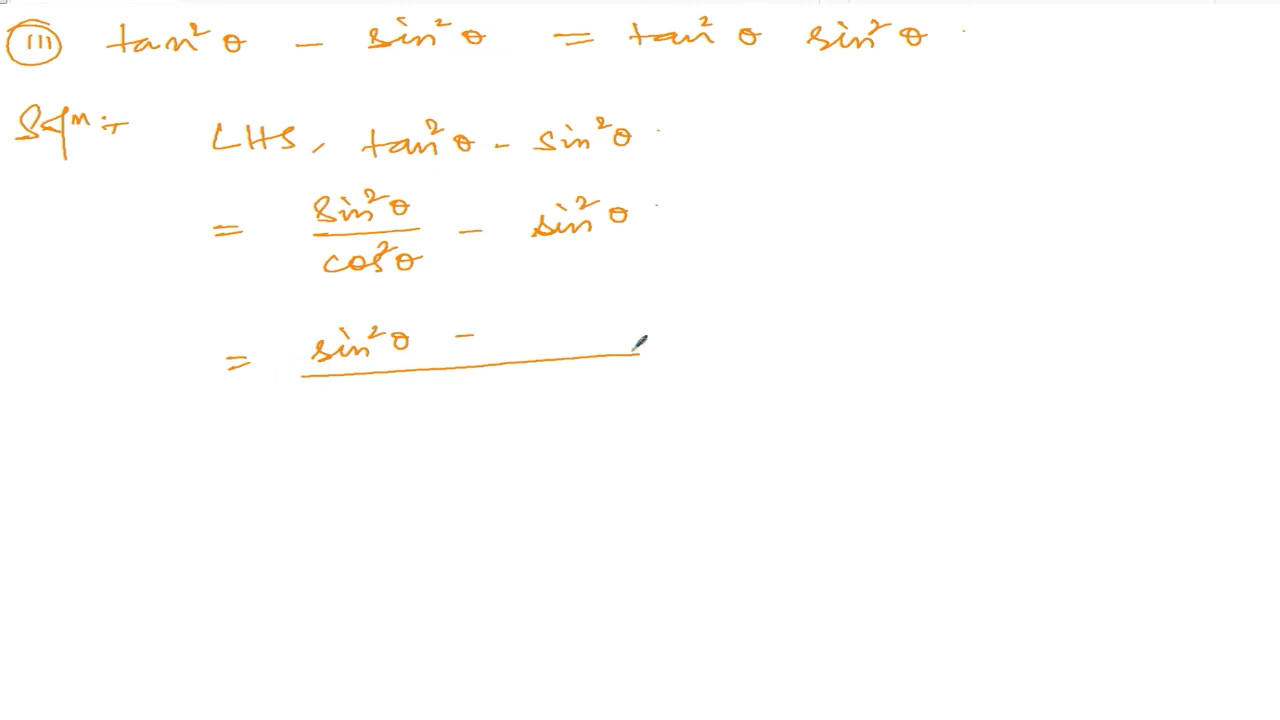 (III) tan²θ - sin²θ = tan²θ sin²θ.
Solⁿ:- LHS, tan²θ - sin²θ.
= sin²θ/cos²θ - sin²θ.
= sin²θ -